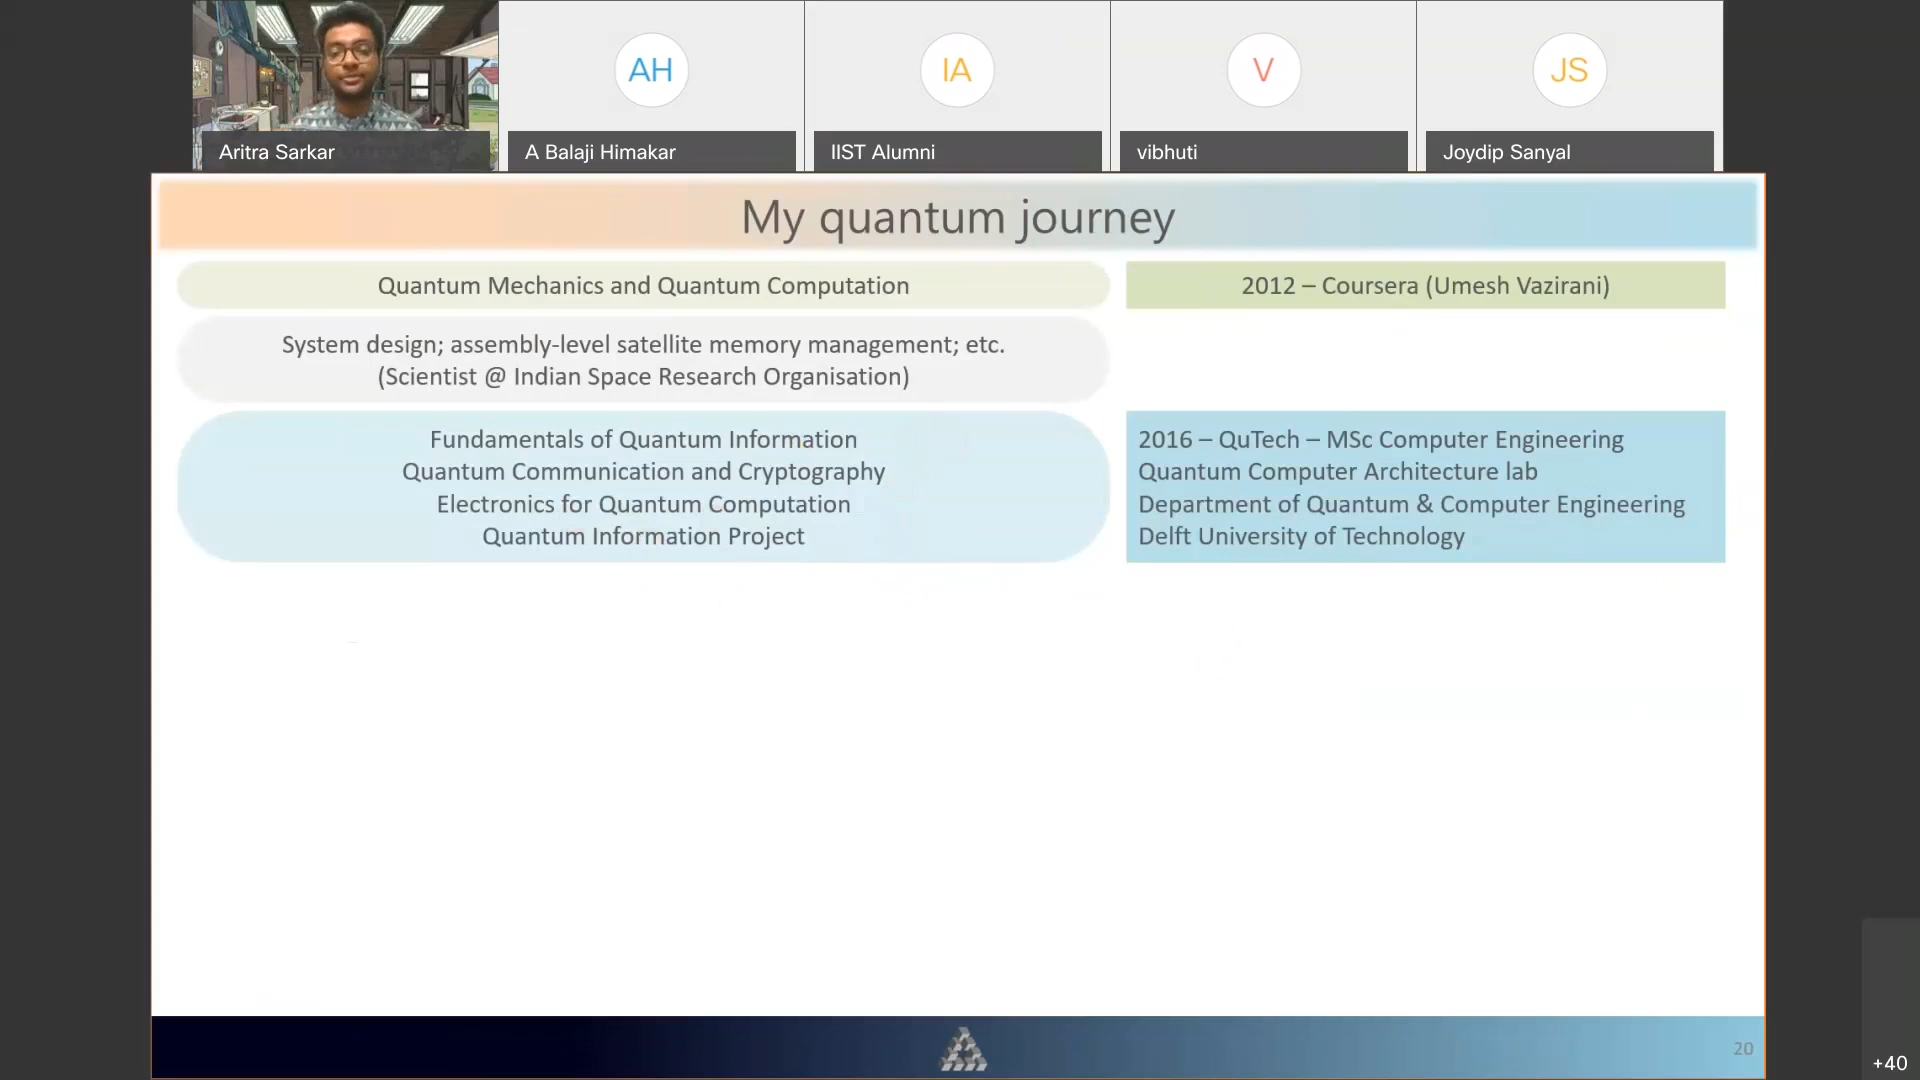 AH
IA
V
JS
Aritra Sarkar
A Balaji Himakar
IIST Alumni
vibhuti
Joydip Sanyal
My quantum journey
Quantum Mechanics and Quantum Computation
2012 – Coursera (Umesh Vazirani)
System design; assembly-level satellite memory management; etc.
(Scientist @ Indian Space Research Organisation)
Fundamentals of Quantum Information
Quantum Communication and Cryptography
Electronics for Quantum Computation
Quantum Information Project
2016 – QuTech – MSc Computer Engineering
Quantum Computer Architecture lab
Department of Quantum & Computer Engineering
Delft University of Technology
20
+40